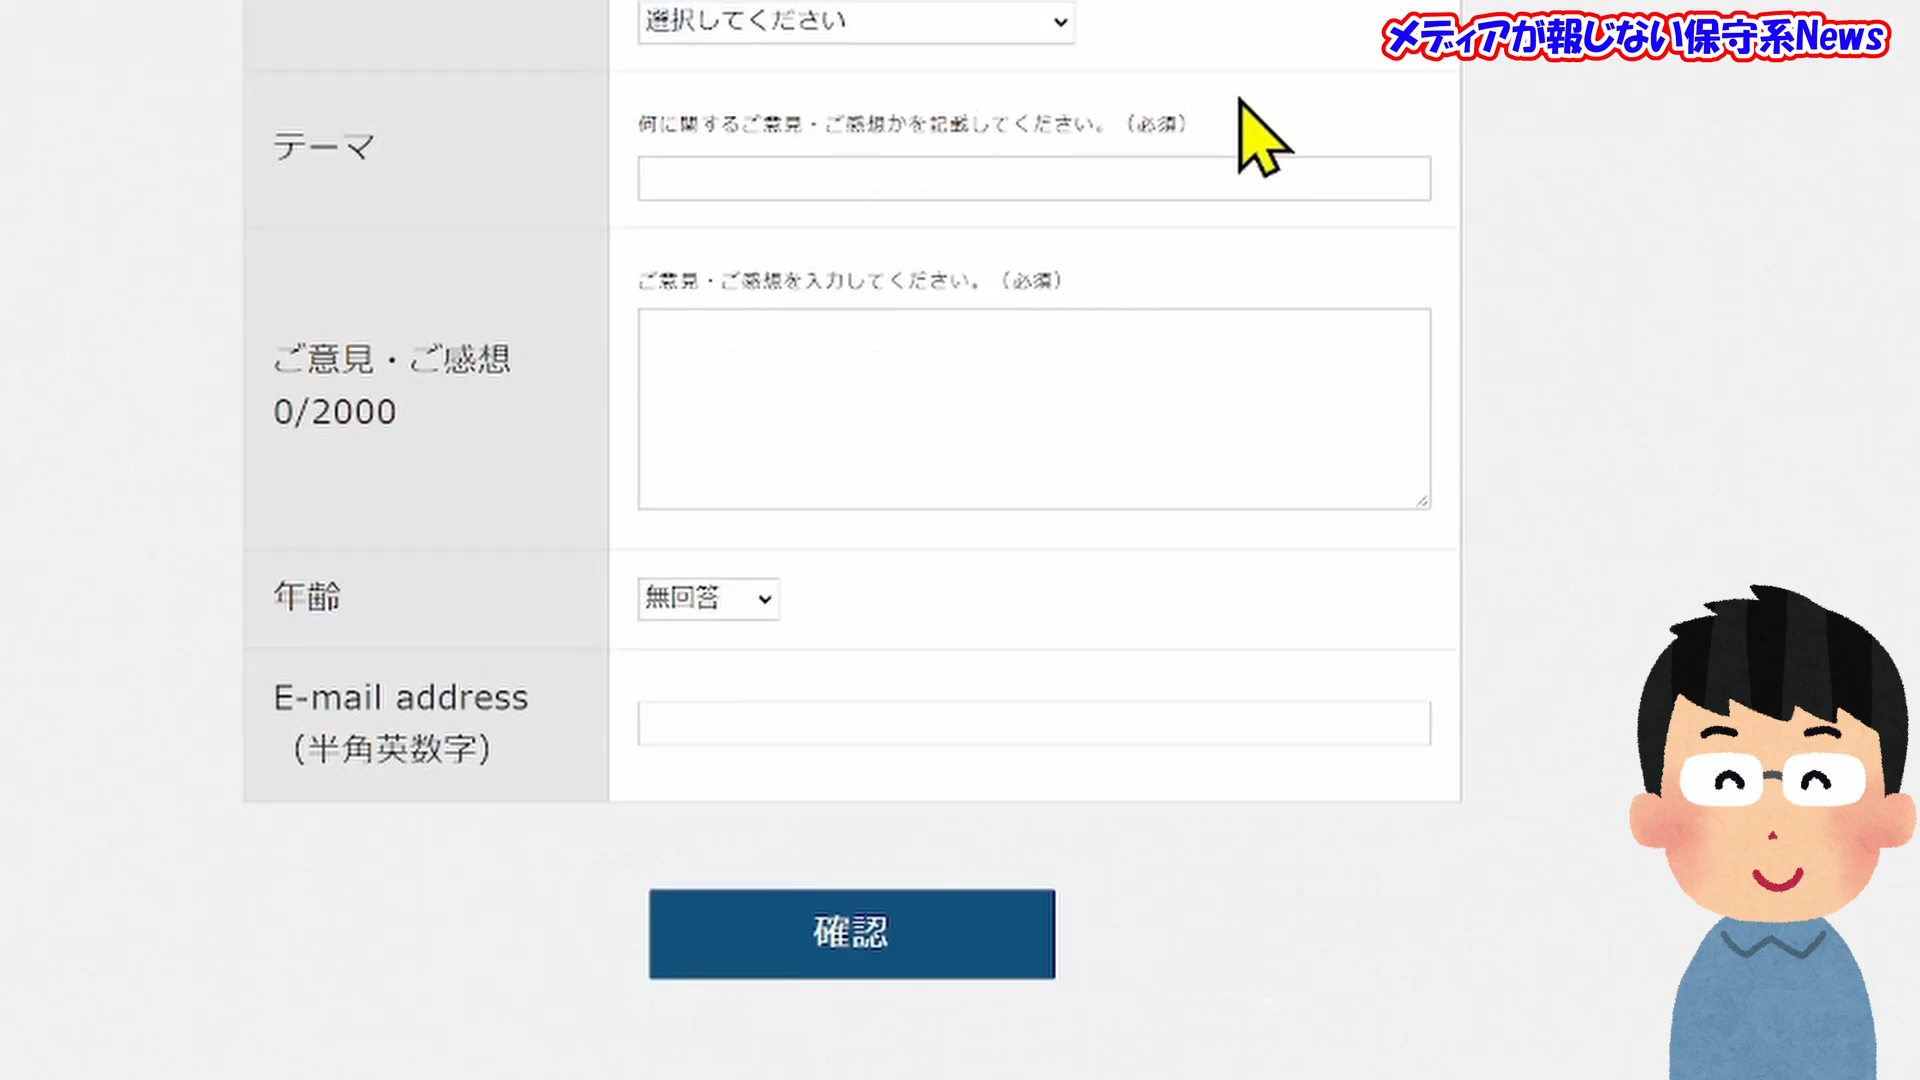 選択してください
メディアが報じない保守系News
テーマ
何に関するご意見・ご感想かを記載してください。（必須）
ご意見・ご感想を入力してください。（必須）
ご意見・ご感想
0/2000
年齢
無回答
E-mail address
(半角英数字)
確認